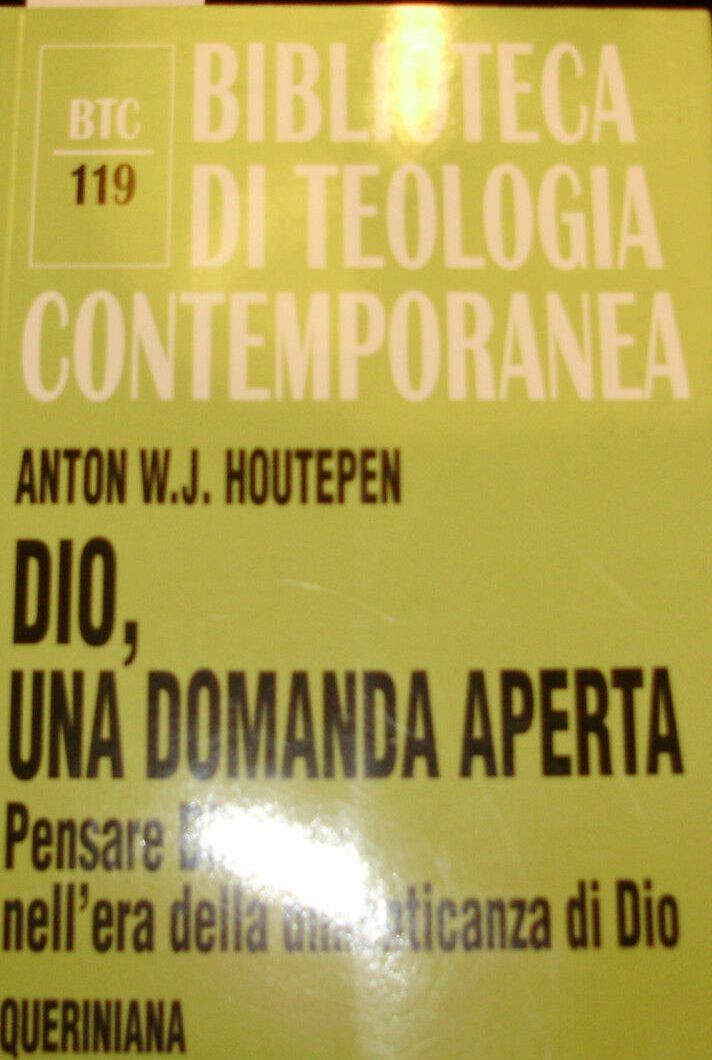 BTC
119
BIBLIOTECA
DI TEOLOGIA
CONTEMPORANEA
ANTON W.J. HOUTEPEN
DIO,
UNA DOMANDA APERTA
Pensare
nell'era della dimenticanza di Dio
QUERINIANA